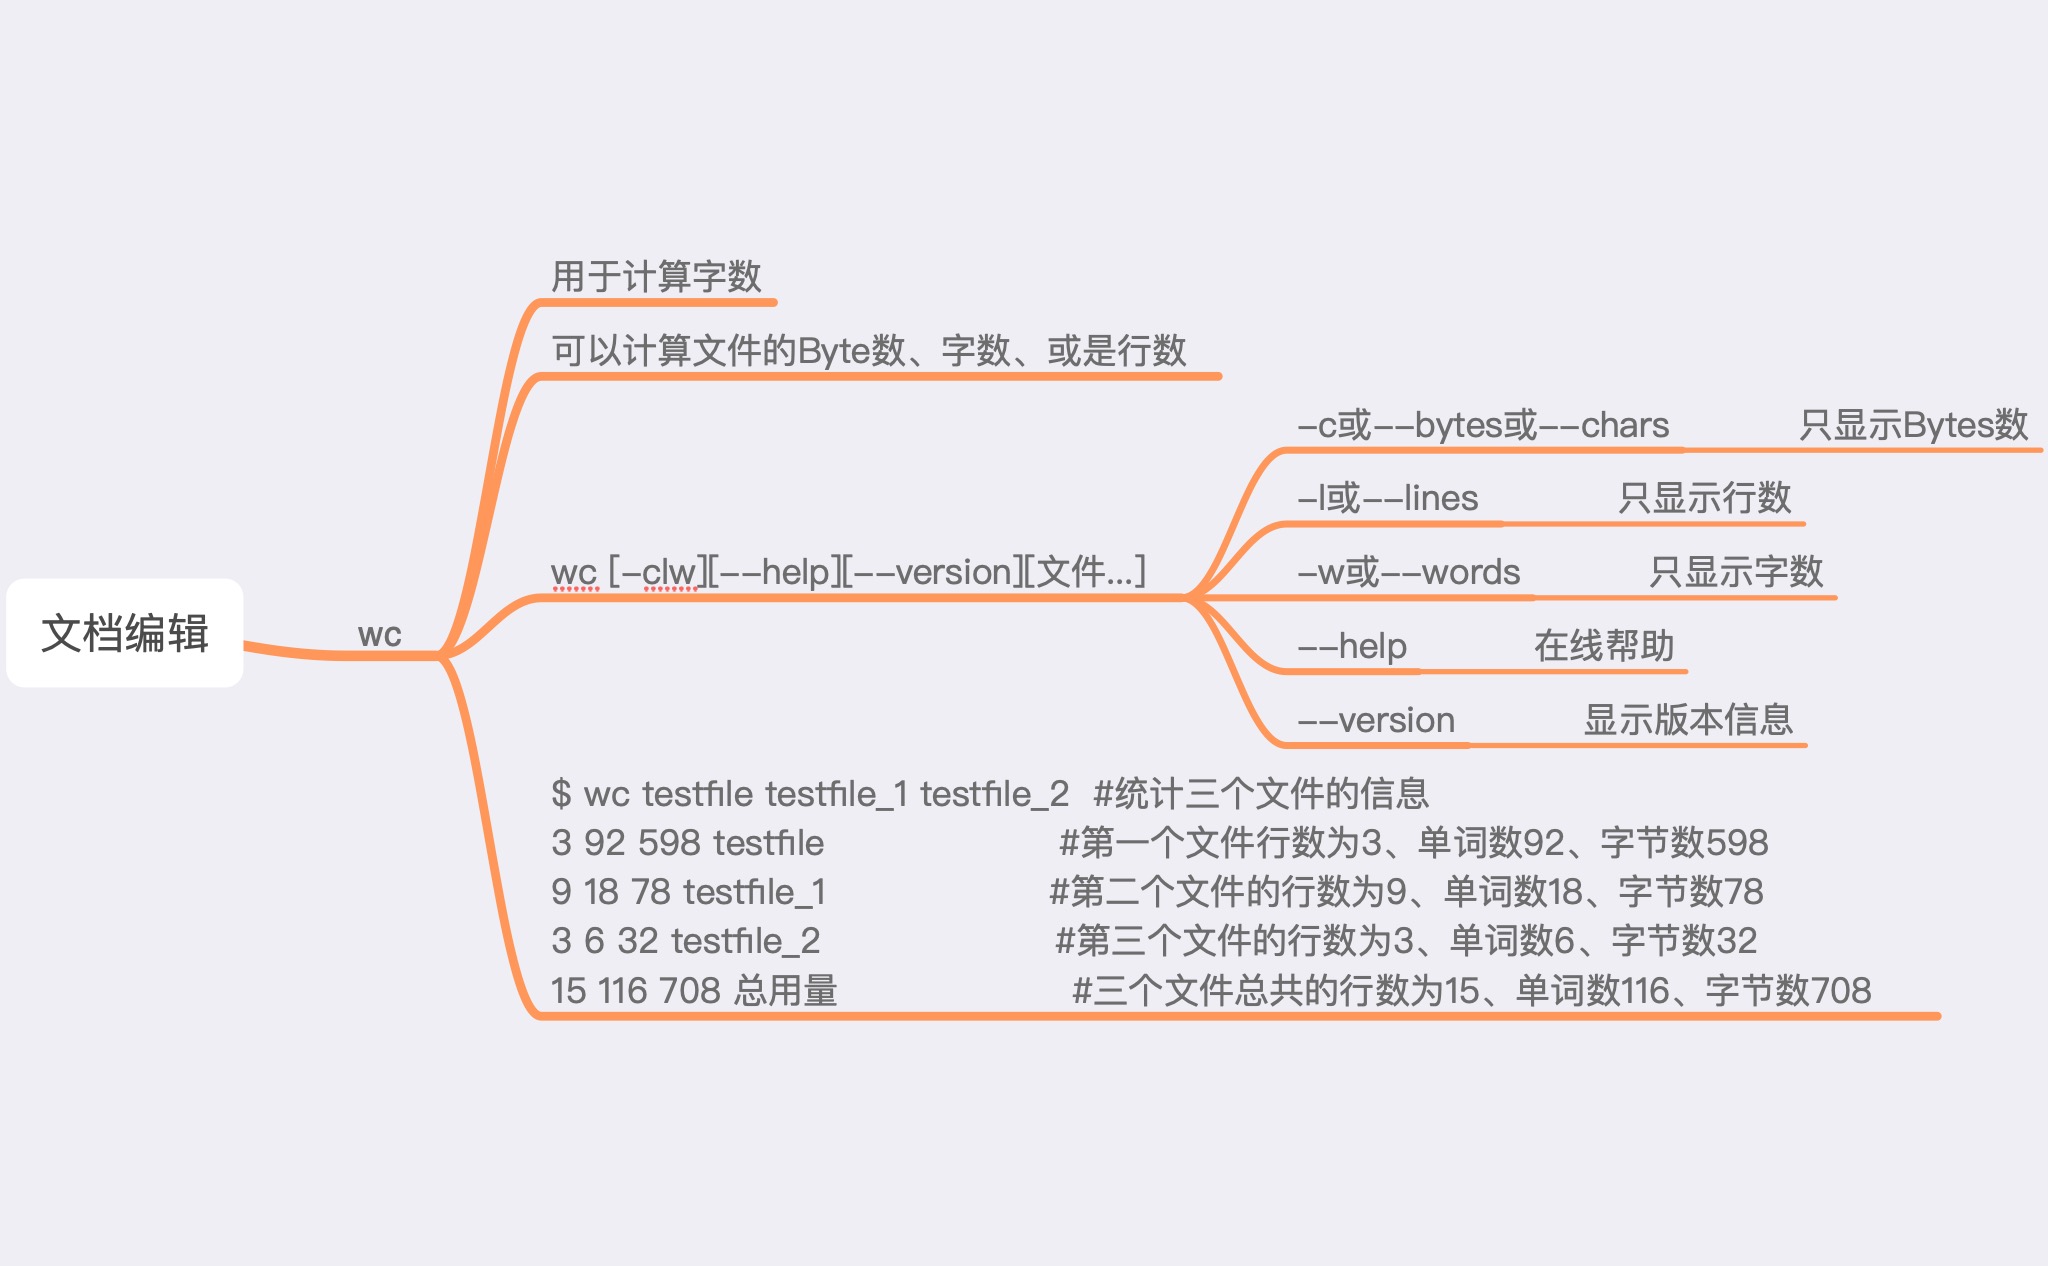 文档编辑
wc
用于计算字数
可以计算文件的Byte数、字数、或是行数
wc [-clw][--help][--version][文件...]
-c或--bytes或--chars 只显示Bytes数
-l或--lines 只显示行数
-w或--words 只显示字数
--help 在线帮助
--version 显示版本信息
$ wc testfile testfile_1 testfile_2 #统计三个文件的信息
3 92 598 testfile #第一个文件行数为3、单词数92、字节数598
9 18 78 testfile_1 #第二个文件的行数为9、单词数18、字节数78
3 6 32 testfile_2 #第三个文件的行数为3、单词数6、字节数32
15 116 708 总用量 #三个文件总共的行数为15、单词数116、字节数708